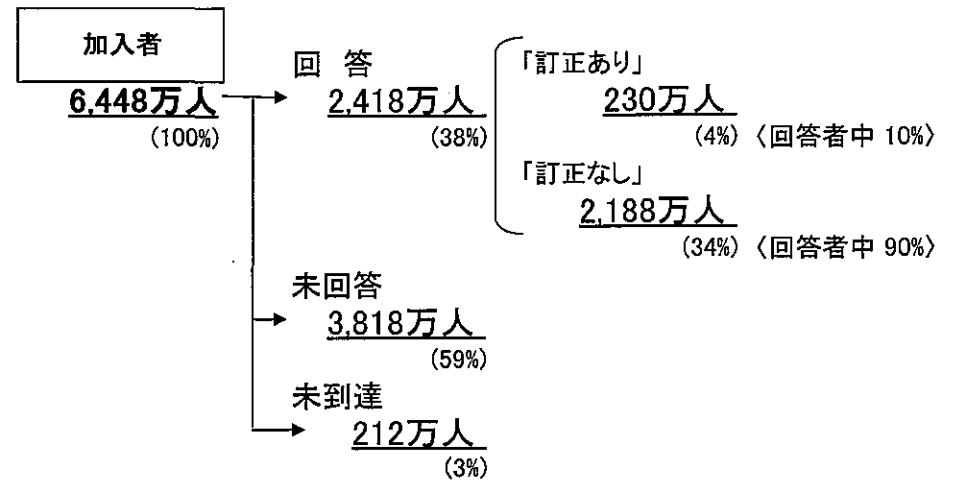 加入者
6,448万人
(100%)
回 答
2,418万人
(38%)
「訂正あり」
230万人
(4%) 〈回答者中 10%〉
「訂正なし」
2,188万人
(34%) 〈回答者中 90%〉
未回答
3,818万人
(59%)
未到達
212万人
(3%)